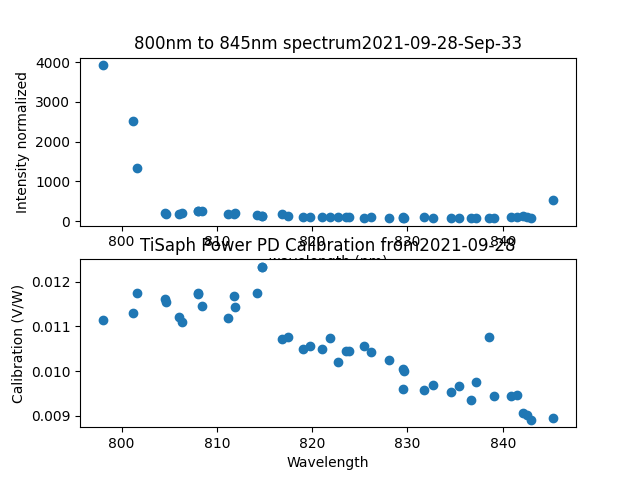 800nm to 845nm spectrum2021-09-28-Sep-33
4000
3000
2000
1000
0
Intensity normalized
800 810 820 830 840
wavelength (nm)
TiSaph Power PD Calibration from2021-09-28
0.012
0.011
0.010
0.009
Calibration (V/W)
800 810 820 830 840
Wavelength